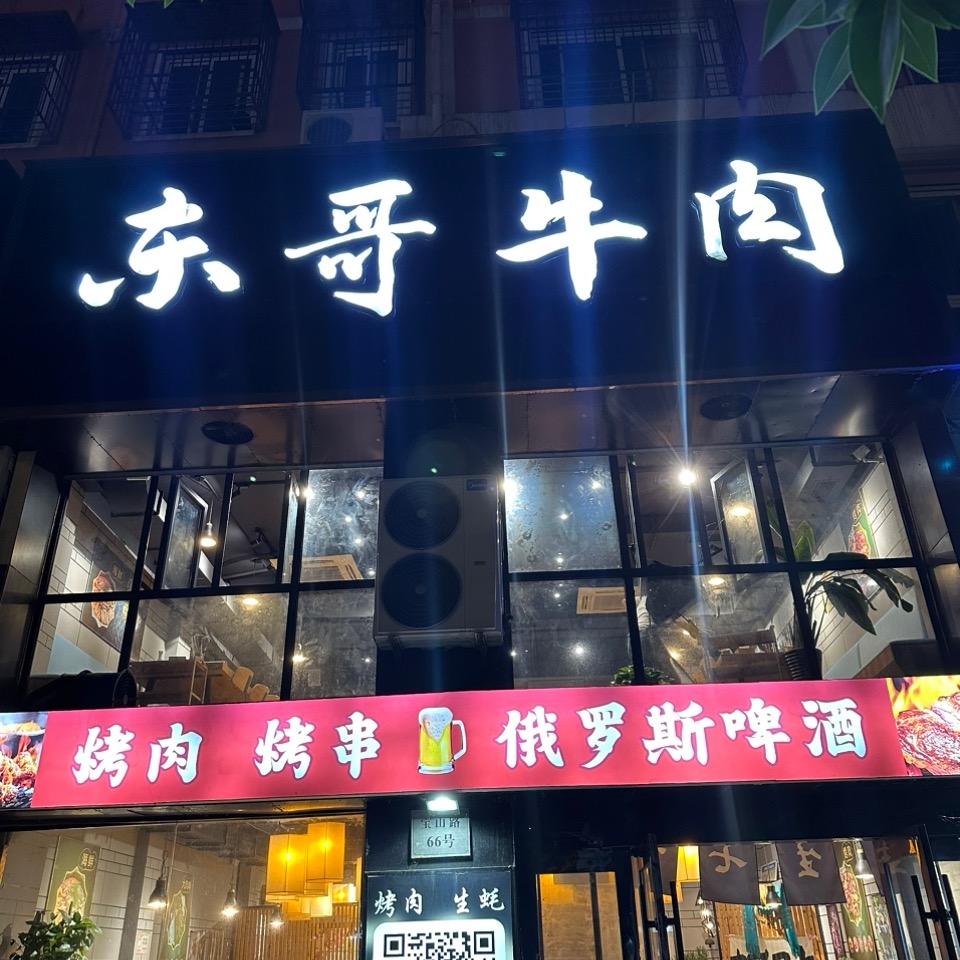 东哥牛肉
烤肉 烤串 俄罗斯啤酒
宝山路
66号
烤肉 生蚝